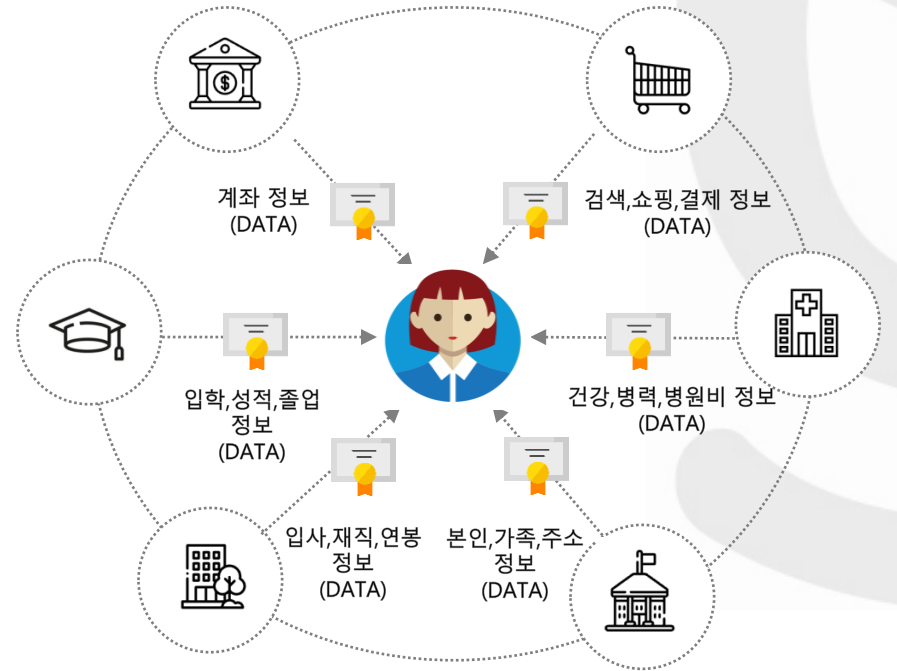 계좌 정보
(DATA)
검색,쇼핑,결제 정보
(DATA)
입학,성적,졸업
정보
(DATA)
건강,병력,병원비 정보
(DATA)
입사,재직,연봉
정보
(DATA)
본인,가족,주소
정보
(DATA)
$